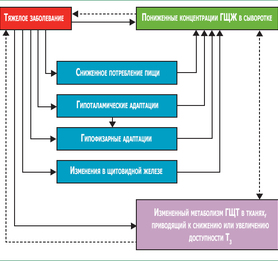 Тяжелое заболевание
Пониженные концентрации ГЩЖ в сыворотке
Сниженное потребление пищи
Гипоталамические адаптации
Гипофизарные адаптации
Изменения в щитовидной железе
Измененный метаболизм ГЩТ в тканях,
приводящий к снижению или увеличению
доступности Т3